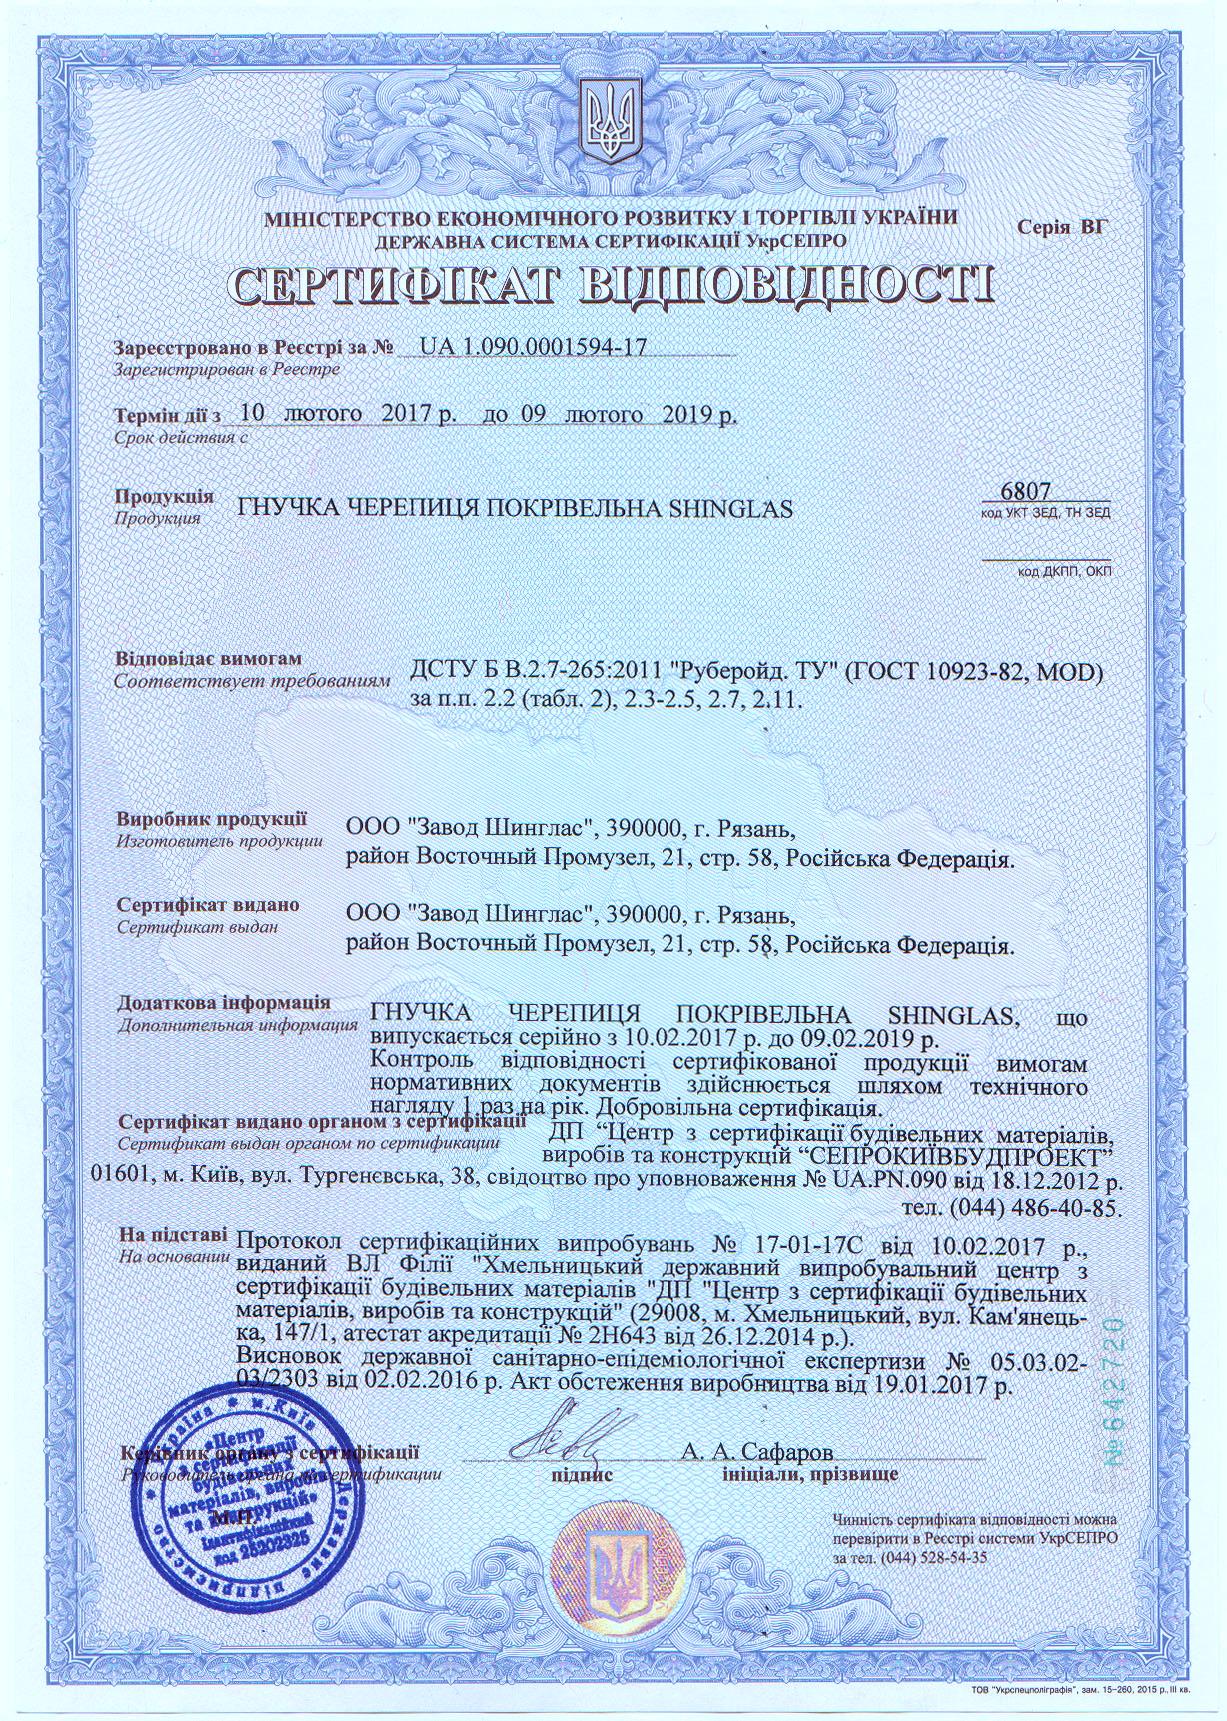 МІНІСТЕРСТВО ЕКОНОМІЧНОГО РОЗВИТКУ І ТОРГІВЛІ УКРАЇНИ
ДЕРЖАВНА СИСТЕМА СЕРТИФІКАЦІЇ УкрСЕПРО
Серія ВГ
СЕРТИФІКАТ ВІДПОВІДНОСТІ
Зареєстровано в Реєстрі за № UA 1.090.0001594-17
Зарегистрирован в Реестре
Термін дії з 10 лютого 2017 р. до 09 лютого 2019 р.
Срок действия с
Продукція ГНУЧКА ЧЕРЕПИЦЯ ПОКРІВЕЛЬНА SHINGLAS
Продукция
6807
код УКТ ЗЕД, ТН ЗЕД
код ДКПП, ОКП
Відповідає вимогам
Соответствует требованиям
ДСТУ Б В.2.7-265:2011 "Руберойд. ТУ" (ГОСТ 10923-82, MOD)
за п.п. 2.2 (табл. 2), 2.3-2.5, 2.7, 2.11.
Виробник продукції
Изготовитель продукции
ООО "Завод Шинглас", 390000, г. Рязань,
район Восточный Промузел, 21, стр. 58, Російська Федерація.
Сертифікат видано
Сертификат выдан
ООО "Завод Шинглас", 390000, г. Рязань,
район Восточный Промузел, 21, стр. 58, Російська Федерація.
Додаткова інформація
Дополнительная информация
ГНУЧКА ЧЕРЕПИЦЯ ПОКРІВЕЛЬНА SHINGLAS, що
випускається серійно з 10.02.2017 р. до 09.02.2019 р.
Контроль відповідності сертифікованої продукції вимогам
нормативних документів здійснюється шляхом технічного
нагляду 1 раз на рік. Добровільна сертифікація.
Сертифікат видано органом з сертифікації
Сертификат выдан органом по сертификации
ДП “Центр з сертифікації будівельних матеріалів,
виробів та конструкцій “СЕПРОКИЇВБУДПРОЕКТ”
01601, м. Київ, вул. Тургенєвська, 38, свідоцтво про уповноваження № UA.PN.090 від 18.12.2012 р.
тел. (044) 486-40-85.
На підставі
На основании
Протокол сертифікаційних випробувань № 17-01-17С від 10.02.2017 р.,
виданий ВЛ Філії "Хмельницький державний випробувальний центр з
сертифікації будівельних матеріалів "ДП "Центр з сертифікації будівельних
матеріалів, виробів та конструкцій" (29008, м. Хмельницький, вул. Кам'янець-
ка, 147/1, атестат акредитації № 2Н643 від 26.12.2014 р.).
Висновок державної санітарно-епідеміологічної експертизи № 05.03.02-
03/2303 від 02.02.2016 р. Акт обстеження виробництва від 19.01.2017 р.
№ 642720
Керівник органу з сертифікації
Руководитель органа по сертификации
А. А. Сафаров
підпис
ініціали, прізвище
М.П.
Україна * м.Київ * Державне підприємство *
«Центр
з сертифікації
будівельних
матеріалів, виробів
та конструкцій»
Ідентифікаційний
код 25202325
Чинність сертифіката відповідності можна
перевірити в Реєстрі системи УкрСЕПРО
за тел. (044) 528-54-35
ТОВ "Укрспецполіграфія", зам. 15-260, 2015 р., III кв.